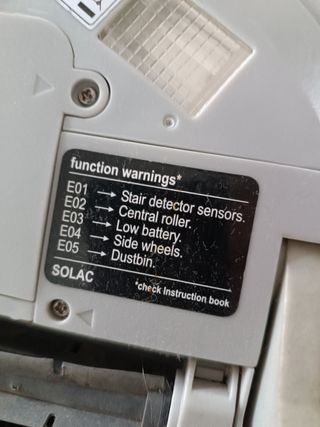 function warnings*
E01 → Stair detector sensors.
E02 → Central roller.
E03 → Low battery.
E04 → Side wheels.
E05 → Dustbin.
SOLAC
*check Instruction book